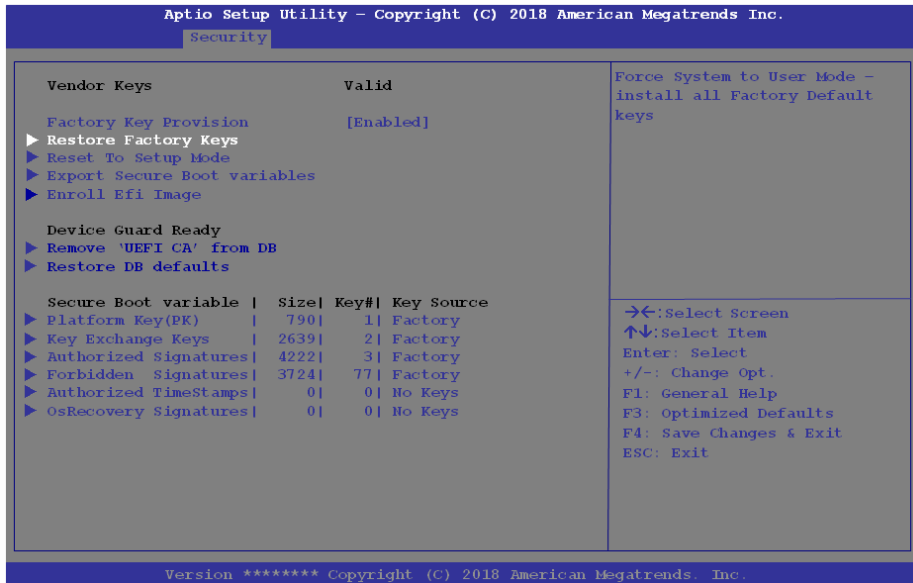 Aptio Setup Utility – Copyright (C) 2018 American Megatrends Inc.
Security
Vendor Keys Valid
Factory Key Provision [Enabled]
Restore Factory Keys
Reset To Setup Mode
Export Secure Boot variables
Enroll Efi Image
Device Guard Ready
Remove 'UEFI CA' from DB
Restore DB defaults
Secure Boot variable | Size| Key#| Key Source
Platform Key(PK) | 790| 1| Factory
Key Exchange Keys | 2639| 2| Factory
Authorized Signatures| 4222| 3| Factory
Forbidden Signatures| 3724| 77| Factory
Authorized TimeStamps| 0| 0| No Keys
OsRecovery Signatures| 0| 0| No Keys
Force System to User Mode –
install all Factory Default
keys
→←:Select Screen
↑↓:Select Item
Enter: Select
+/-: Change Opt.
F1: General Help
F3: Optimized Defaults
F4: Save Changes & Exit
ESC: Exit
Version ******** Copyright (C) 2018 American Megatrends. Inc.